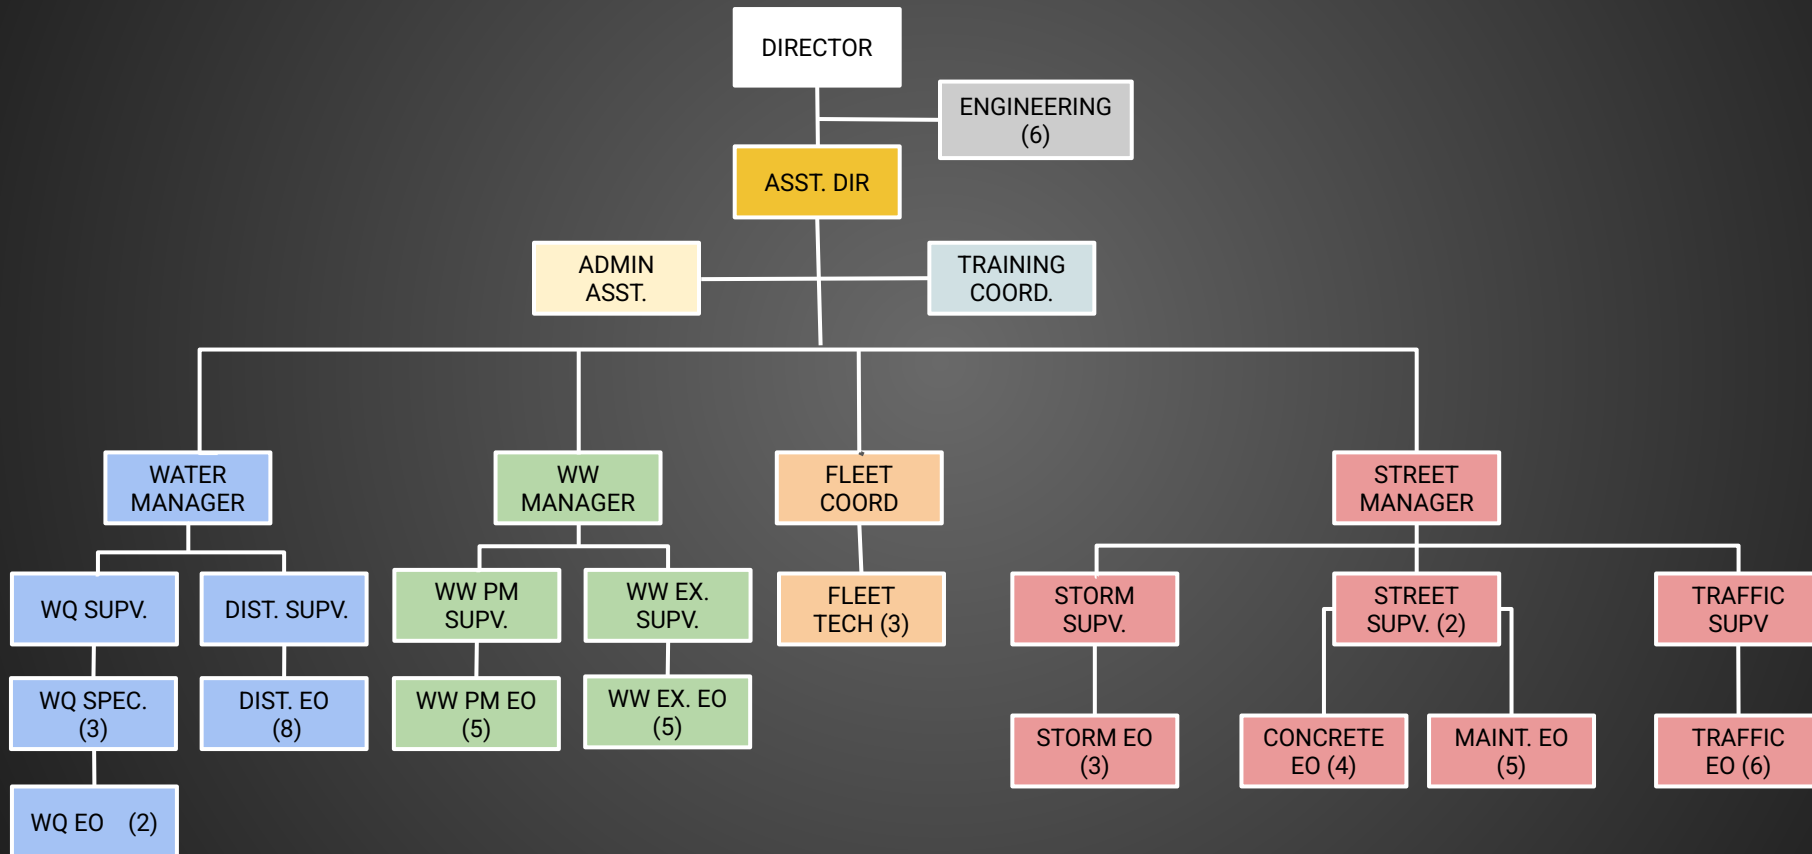 DIRECTOR
ENGINEERING
(6)
ASST. DIR
ADMIN
ASST.
TRAINING
COORD.
WATER
MANAGER
WW
MANAGER
FLEET
COORD
STREET
MANAGER
WQ SUPV.
DIST. SUPV.
WW PM
SUPV.
WW EX.
SUPV.
FLEET
TECH (3)
STORM
SUPV.
STREET
SUPV. (2)
TRAFFIC
SUPV
WQ SPEC.
(3)
DIST. EO
(8)
WW PM EO
(5)
WW EX. EO
(5)
STORM EO
(3)
CONCRETE
EO (4)
MAINT. EO
(5)
TRAFFIC
EO (6)
WQ EO (2)